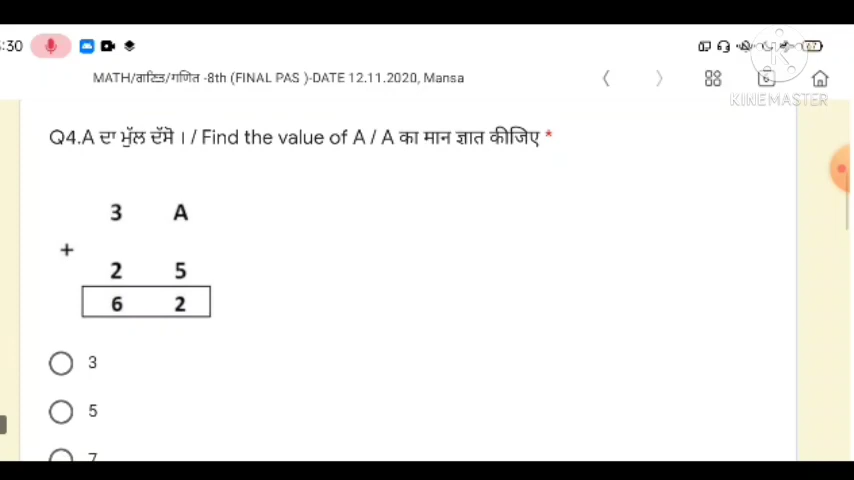 :30
MATH/ਗਣਿਤ/गणित -8th (FINAL PAS )-DATE 12.11.2020, Mansa
KINEMASTER
Q4.A ਦਾ ਮੁੱਲ ਦੱਸੋ । / Find the value of A / A का मान ज्ञात कीजिए *
3 A
+
2 5
6 2
3
5
7